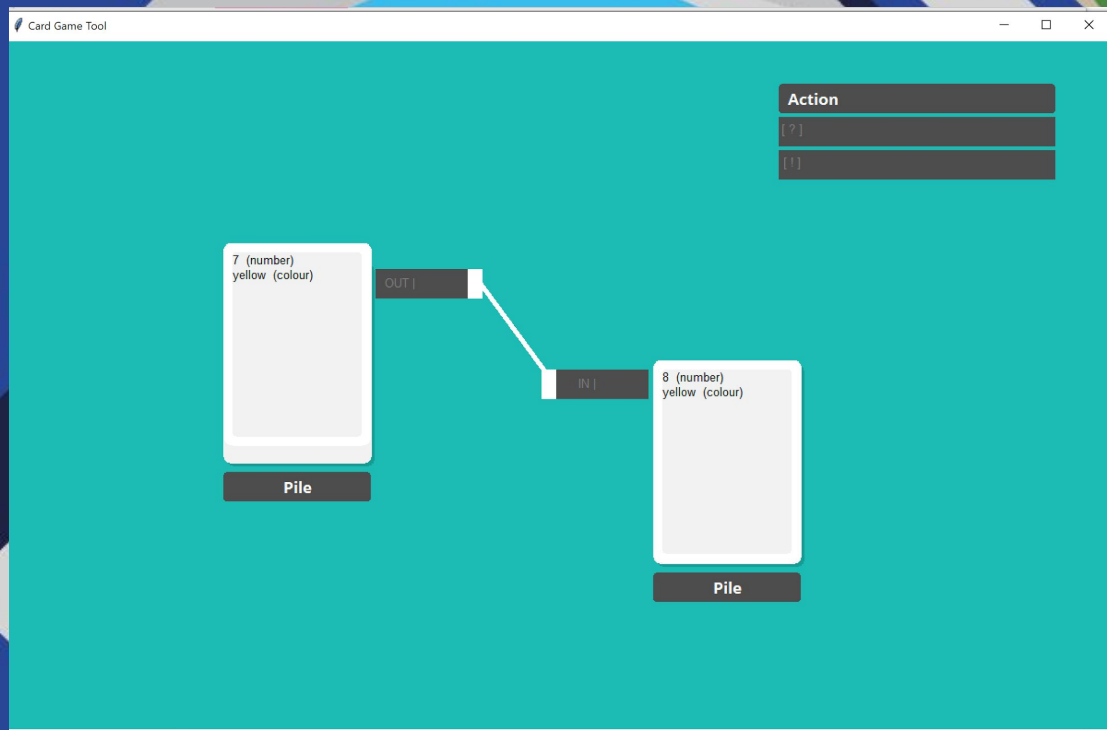 Card Game Tool
Action
[ ? ]
[ ! ]
7 (number)
yellow (colour)
OUT |
IN |
8 (number)
yellow (colour)
Pile
Pile